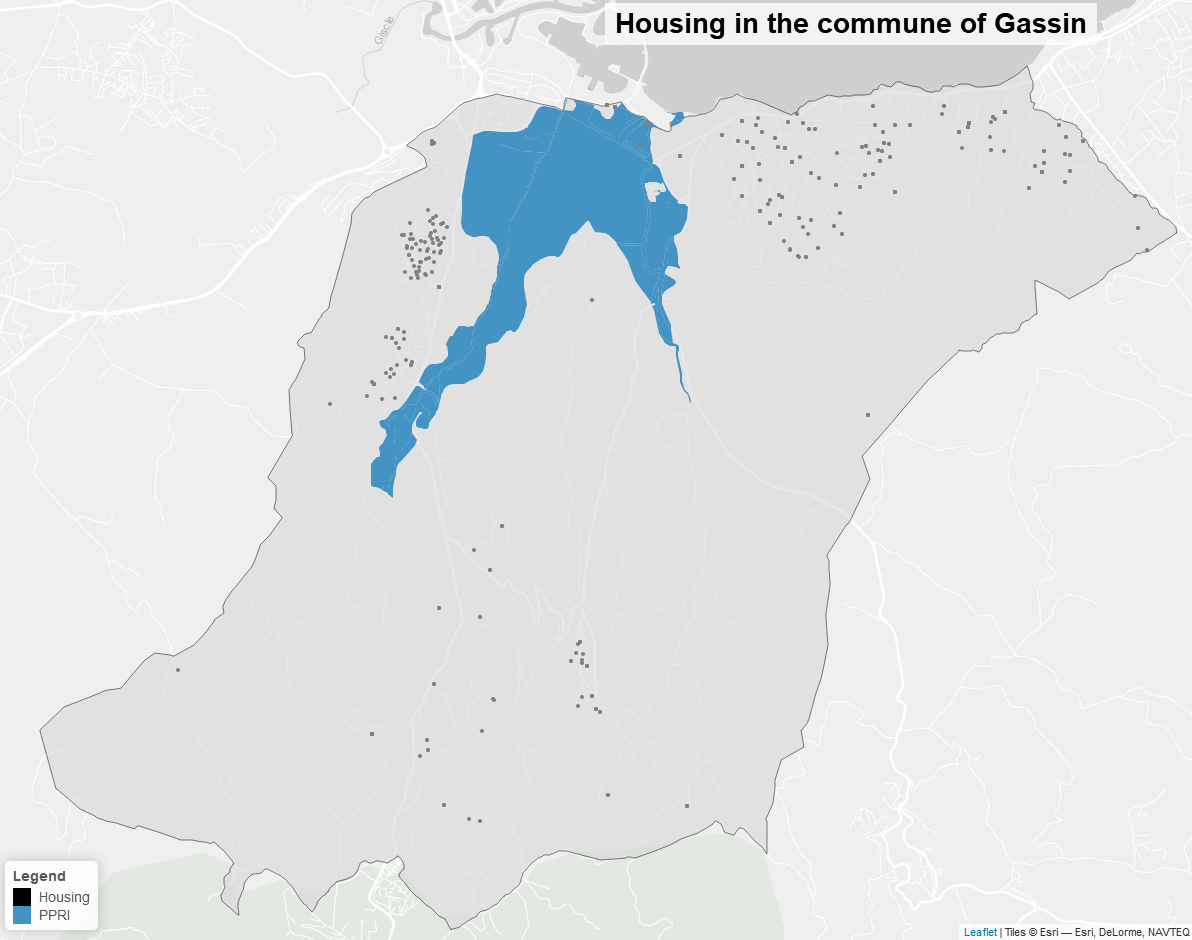 Housing in the commune of Gassin
Giscle
Legend
Housing
PPRI
Leaflet | Tiles © Esri — Esri, DeLorme, NAVTEQ